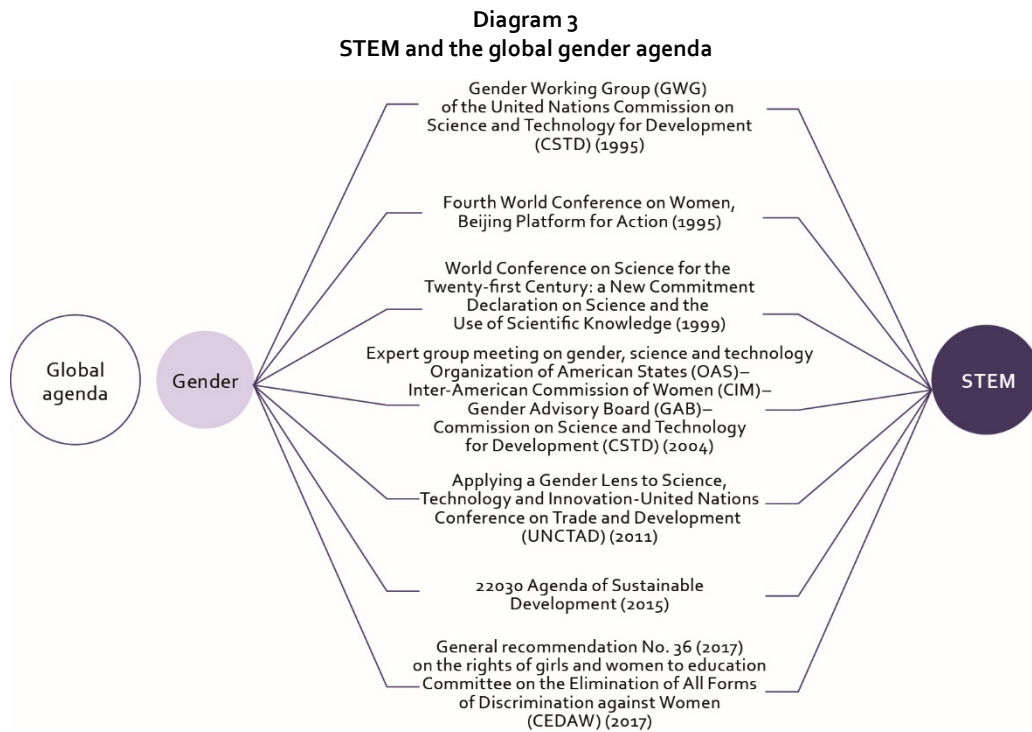 Diagram 3
STEM and the global gender agenda
Gender Working Group (GWG)
of the United Nations Commission on
Science and Technology for Development
(CSTD) (1995)
Fourth World Conference on Women,
Beijing Platform for Action (1995)
World Conference on Science for the
Twenty-first Century: a New Commitment
Declaration on Science and the
Use of Scientific Knowledge (1999)
Global
agenda
Gender
Expert group meeting on gender, science and technology
Organization of American States (OAS)–
Inter-American Commission of Women (CIM)–
Gender Advisory Board (GAB)–
Commission on Science and Technology
for Development (CSTD) (2004)
STEM
Applying a Gender Lens to Science,
Technology and Innovation-United Nations
Conference on Trade and Development
(UNCTAD) (2011)
22030 Agenda of Sustainable
Development (2015)
General recommendation No. 36 (2017)
on the rights of girls and women to education
Committee on the Elimination of All Forms
of Discrimination against Women
(CEDAW) (2017)